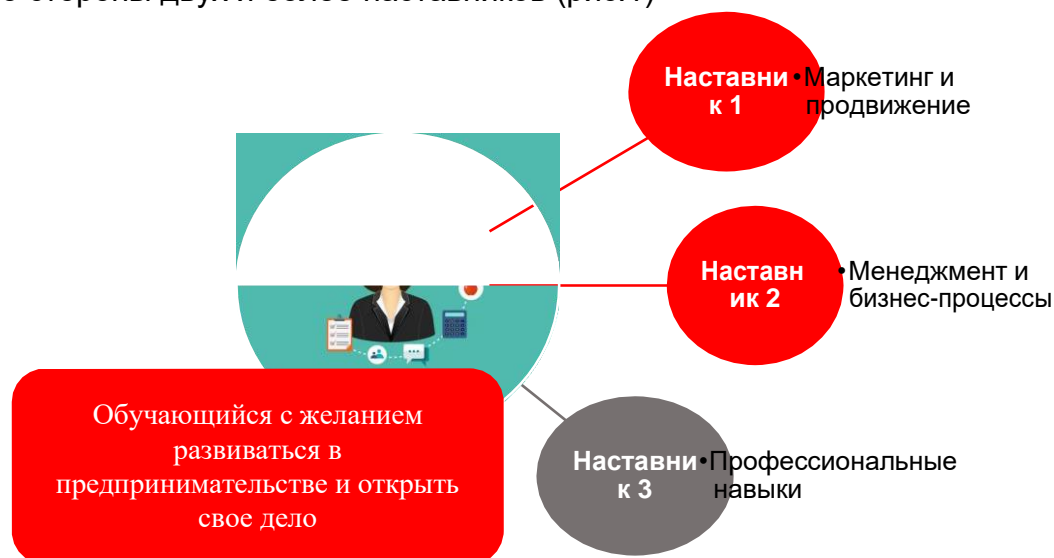 Наставни
к 1
•Маркетинг и
продвижение
Наставн
ик 2
•Менеджмент и
бизнес-процессы
Обучающийся с желанием
развиваться в
предпринимательстве и открыть
свое дело
Наставни
к 3
•Профессиональные
навыки